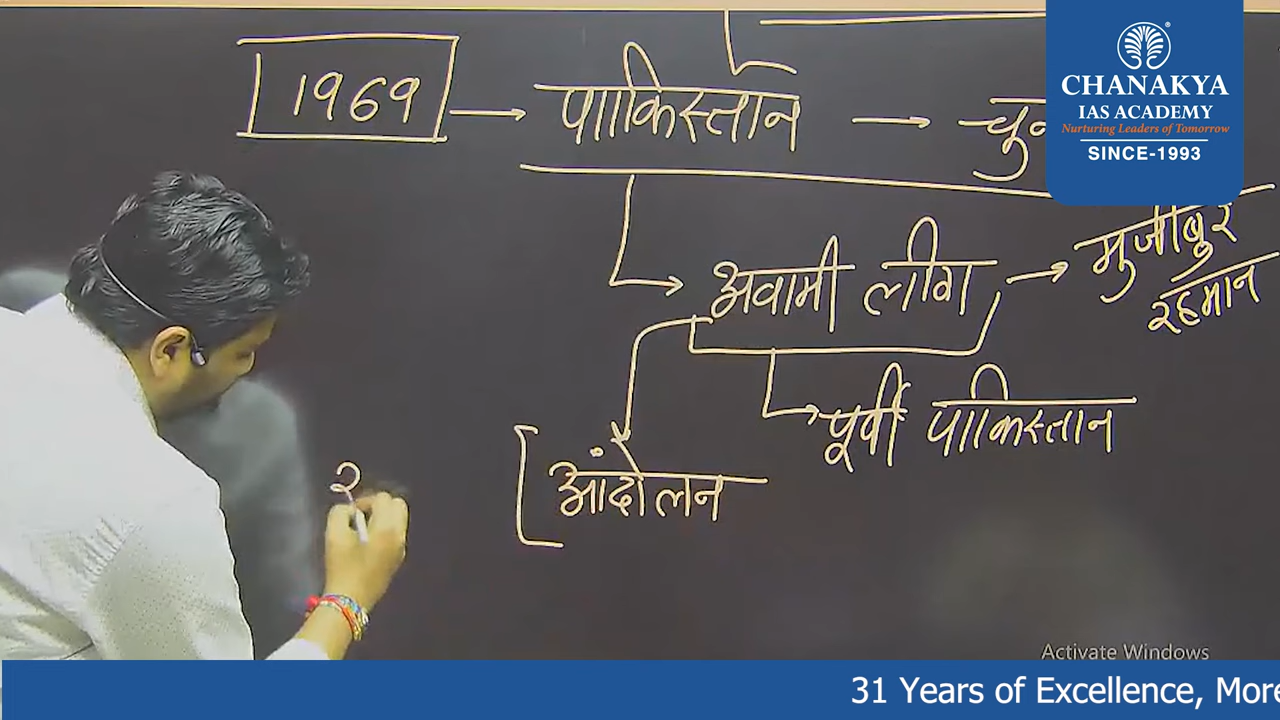 1969 → पाकिस्तान →
अवामी लीग → मुजीबुर
रहमान
पूर्वी पाकिस्तान
आंदोलन
CHANAKYA
IAS ACADEMY
Nurturing Leaders of Tomorrow
SINCE-1993
Activate Windows
31 Years of Excellence, More